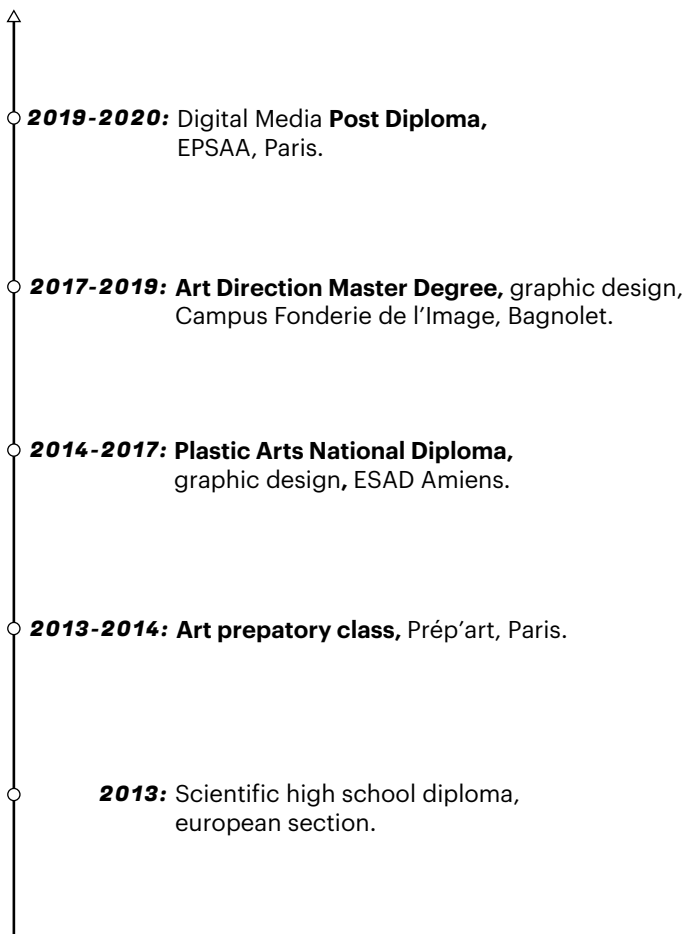 2019-2020: Digital Media Post Diploma,
EPSAA, Paris.
2017-2019: Art Direction Master Degree, graphic design,
Campus Fonderie de l’Image, Bagnolet.
2014-2017: Plastic Arts National Diploma,
graphic design, ESAD Amiens.
2013-2014: Art prepatory class, Prép’art, Paris.
2013: Scientific high school diploma,
european section.